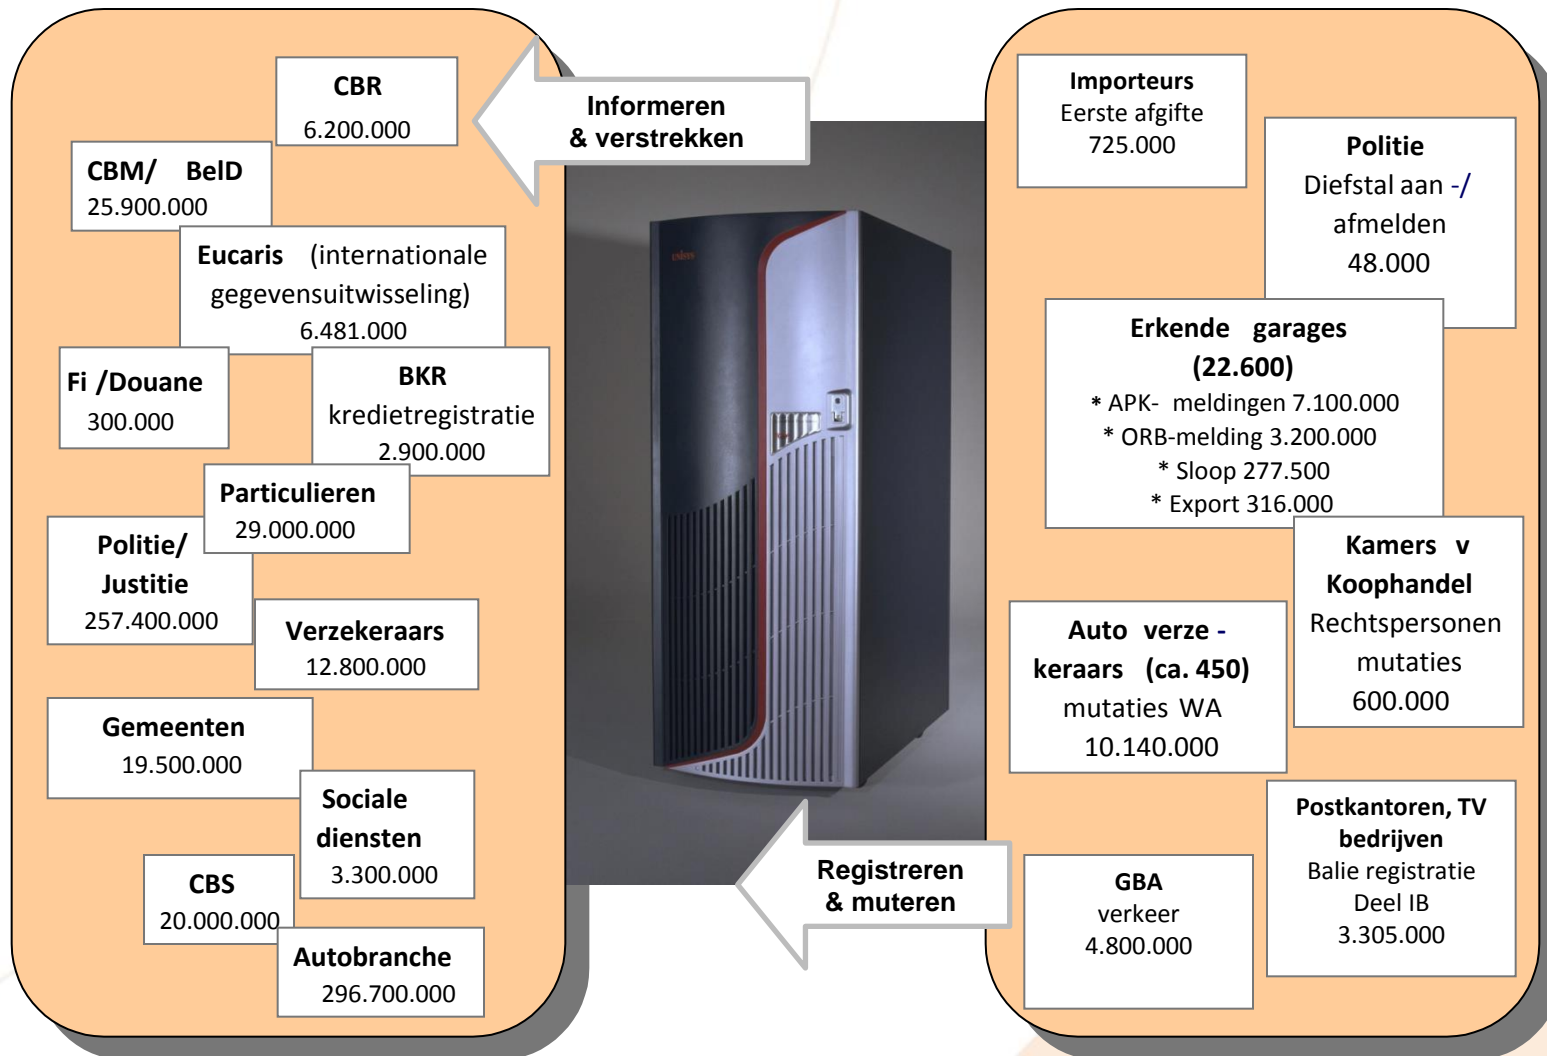 CBR
6.200.000
CBM/ BelD
25.900.000
Eucaris (internationale
gegevensuitwisseling)
6.481.000
Fi /Douane
300.000
BKR
kredietregistratie
2.900.000
Particulieren
29.000.000
Politie/
Justitie
257.400.000
Verzekeraars
12.800.000
Gemeenten
19.500.000
Sociale
diensten
3.300.000
CBS
20.000.000
Autobranche
296.700.000
Informeren
& verstrekken
Registreren
& muteren
Importeurs
Eerste afgifte
725.000
Politie
Diefstal aan -/
afmelden
48.000
Erkende garages
(22.600)
* APK- meldingen 7.100.000
* ORB-melding 3.200.000
* Sloop 277.500
* Export 316.000
Kamers v
Koophandel
Rechtspersonen
mutaties
600.000
Auto verze -
keraars (ca. 450)
mutaties WA
10.140.000
Postkantoren, TV
bedrijven
Balie registratie
Deel IB
3.305.000
GBA
verkeer
4.800.000